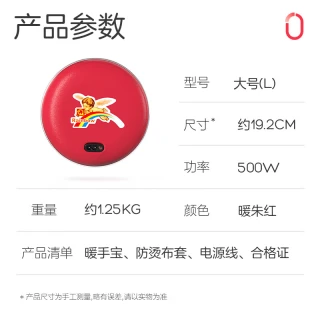 产品参数
型号 大号(L)
尺寸* 约19.2CM
功率 500W
重量 约1.25KG 颜色 暖朱红
产品清单 暖手宝、防烫布套、电源线、合格证
*产品尺寸为手工测量,略有误差,请以实物为准